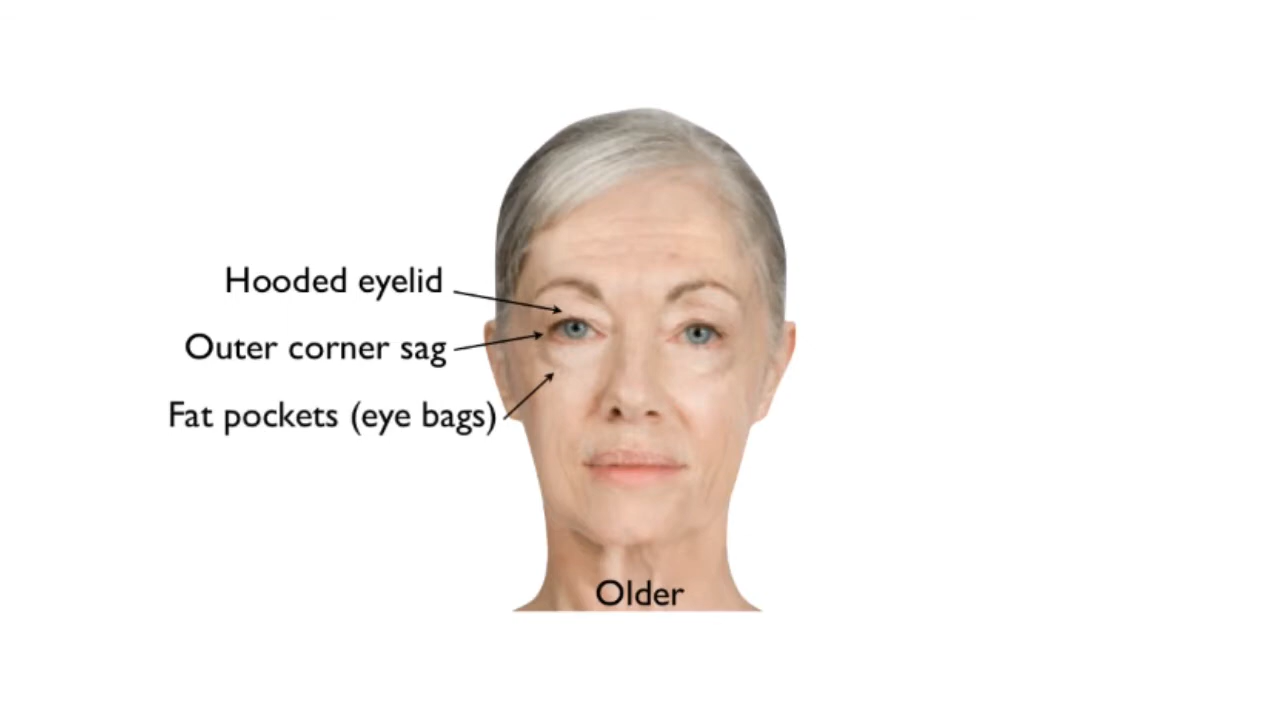 Hooded eyelid
Outer corner sag
Fat pockets (eye bags)
Older